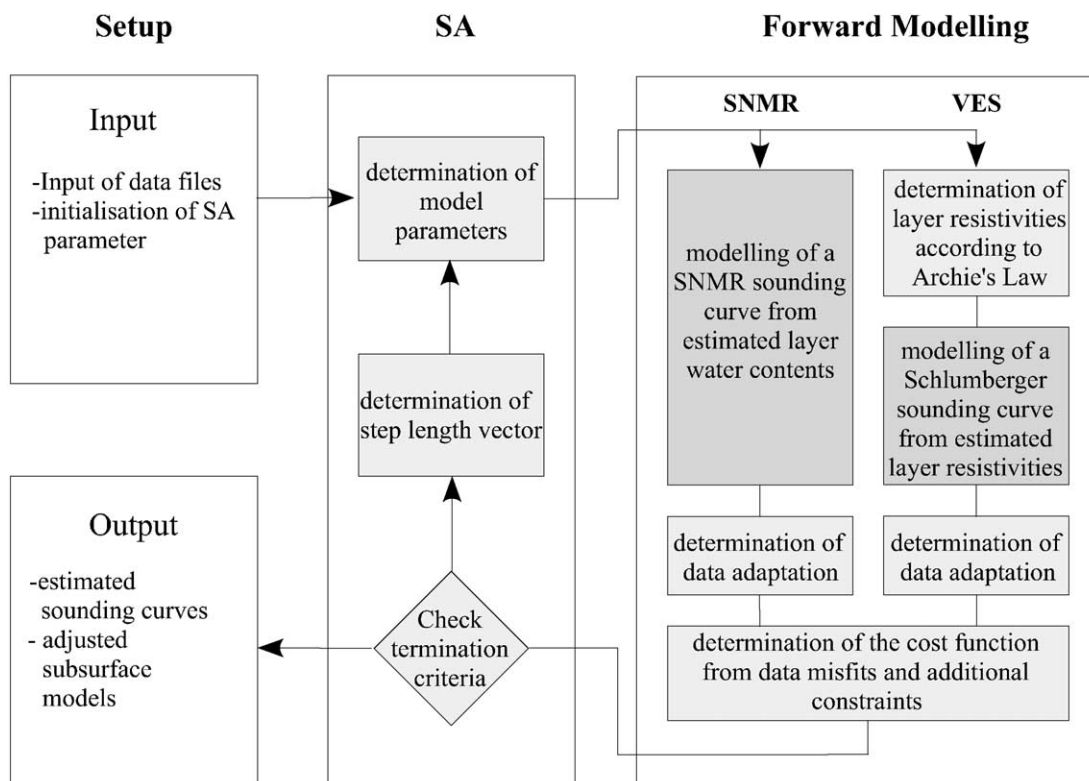 Setup
SA
Forward Modelling
Input
-Input of data files
-initialisation of SA
parameter
determination of
model
parameters
determination of
step length vector
Check
termination
criteria
SNMR
modelling of a
SNMR sounding
curve from
estimated layer
water contents
determination of
data adaptation
VES
determination of
layer resistivities
according to
Archie's Law
modelling of a
Schlumberger
sounding curve
from estimated
layer resistivities
determination of
data adaptation
determination of the cost function
from data misfits and additional
constraints
Output
-estimated
sounding curves
- adjusted
subsurface
models